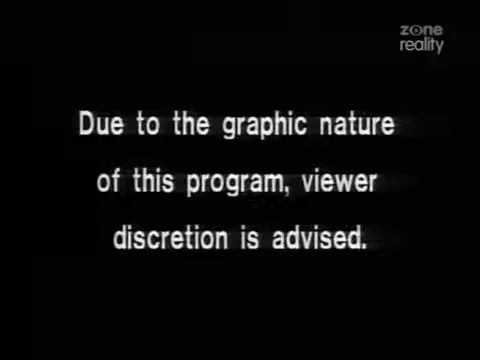 zone
reality
Due to the graphic nature
of this program, viewer
discretion is advised.